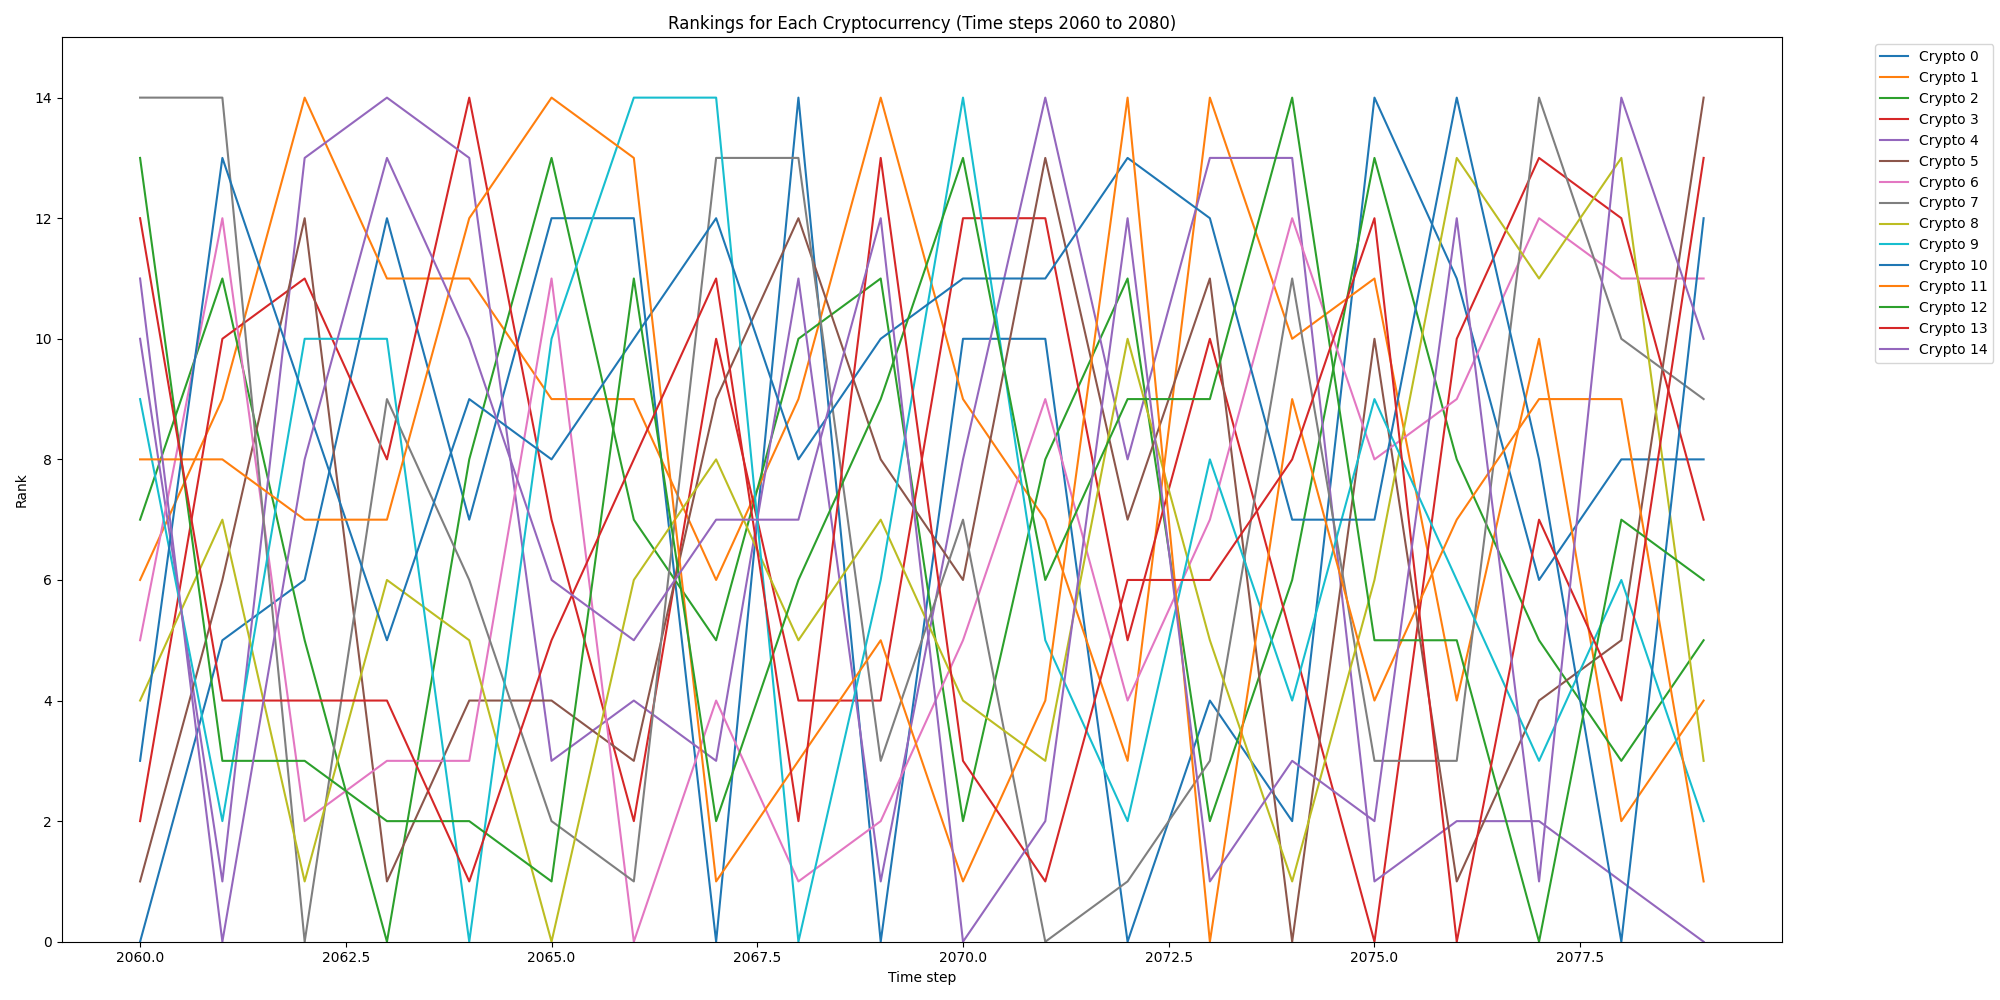 Rankings for Each Cryptocurrency (Time steps 2060 to 2080)
Rank
14
12
10
8
6
4
2
0
2060.0
2062.5
2065.0
2067.5
2070.0
2072.5
2075.0
2077.5
Time step
Crypto 0
Crypto 1
Crypto 2
Crypto 3
Crypto 4
Crypto 5
Crypto 6
Crypto 7
Crypto 8
Crypto 9
Crypto 10
Crypto 11
Crypto 12
Crypto 13
Crypto 14